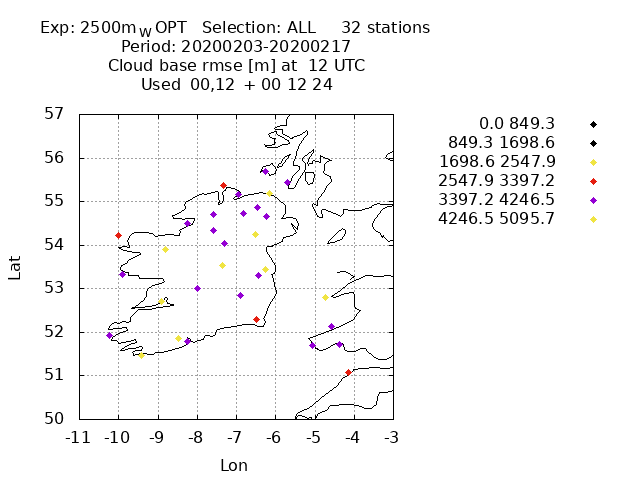 Exp: 2500m_W OPT   Selection: ALL     32 stations
Period: 20200203-20200217
Cloud base rmse [m] at  12 UTC
Used  00,12  + 00 12 24
0.0 849.3
849.3 1698.6
1698.6 2547.9
2547.9 3397.2
3397.2 4246.5
4246.5 5095.7
57
56
55
54
53
52
51
50
Lat
-11 -10 -9 -8 -7 -6 -5 -4 -3
Lon